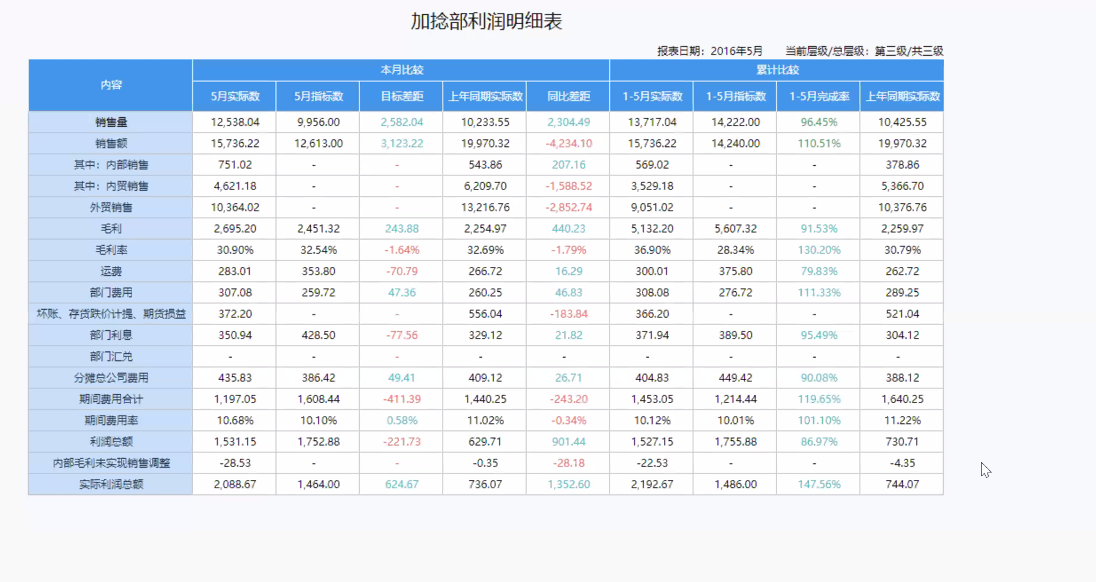 加捻部利润明细表
报表日期：2016年5月 当前层级/总层级：第三级/共三级
内容 本月比较 累计比较
5月实际数 5月指标数 目标差距 上年同期实际数 同比差距 1-5月实际数 1-5月指标数 1-5月完成率 上年同期实际数
销售量 12,538.04 9,956.00 2,582.04 10,233.55 2,304.49 13,717.04 14,222.00 96.45% 10,425.55
销售额 15,736.22 12,613.00 3,123.22 19,970.32 -4,234.10 15,736.22 14,240.00 110.51% 19,970.32
其中：内部销售 751.02 - - 543.86 207.16 569.02 - - 378.86
其中：内贸销售 4,621.18 - - 6,209.70 -1,588.52 3,529.18 - - 5,366.70
外贸销售 10,364.02 - - 13,216.76 -2,852.74 9,051.02 - - 10,376.76
毛利 2,695.20 2,451.32 243.88 2,254.97 440.23 5,132.20 5,607.32 91.53% 2,259.97
毛利率 30.90% 32.54% -1.64% 32.69% -1.79% 36.90% 28.34% 130.20% 30.79%
运费 283.01 353.80 -70.79 266.72 16.29 300.01 375.80 79.83% 262.72
部门费用 307.08 259.72 47.36 260.25 46.83 308.08 276.72 111.33% 289.25
坏账、存货跌价计提、期货损益 372.20 - - 556.04 -183.84 366.20 - - 521.04
部门利息 350.94 428.50 -77.56 329.12 21.82 371.94 389.50 95.49% 304.12
部门汇兑 - - - - - - - - -
分摊总公司费用 435.83 386.42 49.41 409.12 26.71 404.83 449.42 90.08% 388.12
期间费用合计 1,197.05 1,608.44 -411.39 1,440.25 -243.20 1,453.05 1,214.44 119.65% 1,640.25
期间费用率 10.68% 10.10% 0.58% 11.02% -0.34% 10.12% 10.01% 101.10% 11.22%
利润总额 1,531.15 1,752.88 -221.73 629.71 901.44 1,527.15 1,755.88 86.97% 730.71
内部毛利未实现销售调整 -28.53 - - -0.35 -28.18 -22.53 - - -4.35
实际利润总额 2,088.67 1,464.00 624.67 736.07 1,352.60 2,192.67 1,486.00 147.56% 744.07